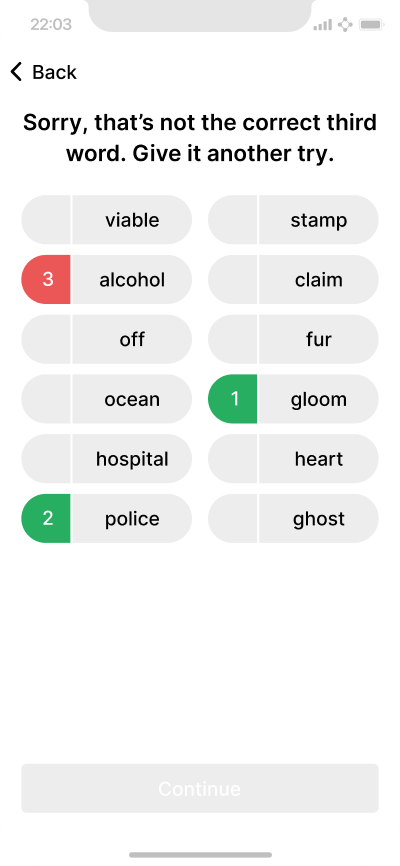 22:03
Back
Sorry, that’s not the correct third
word. Give it another try.
viable
stamp
3 alcohol
claim
off
fur
ocean
1 gloom
hospital
heart
2 police
ghost
Continue